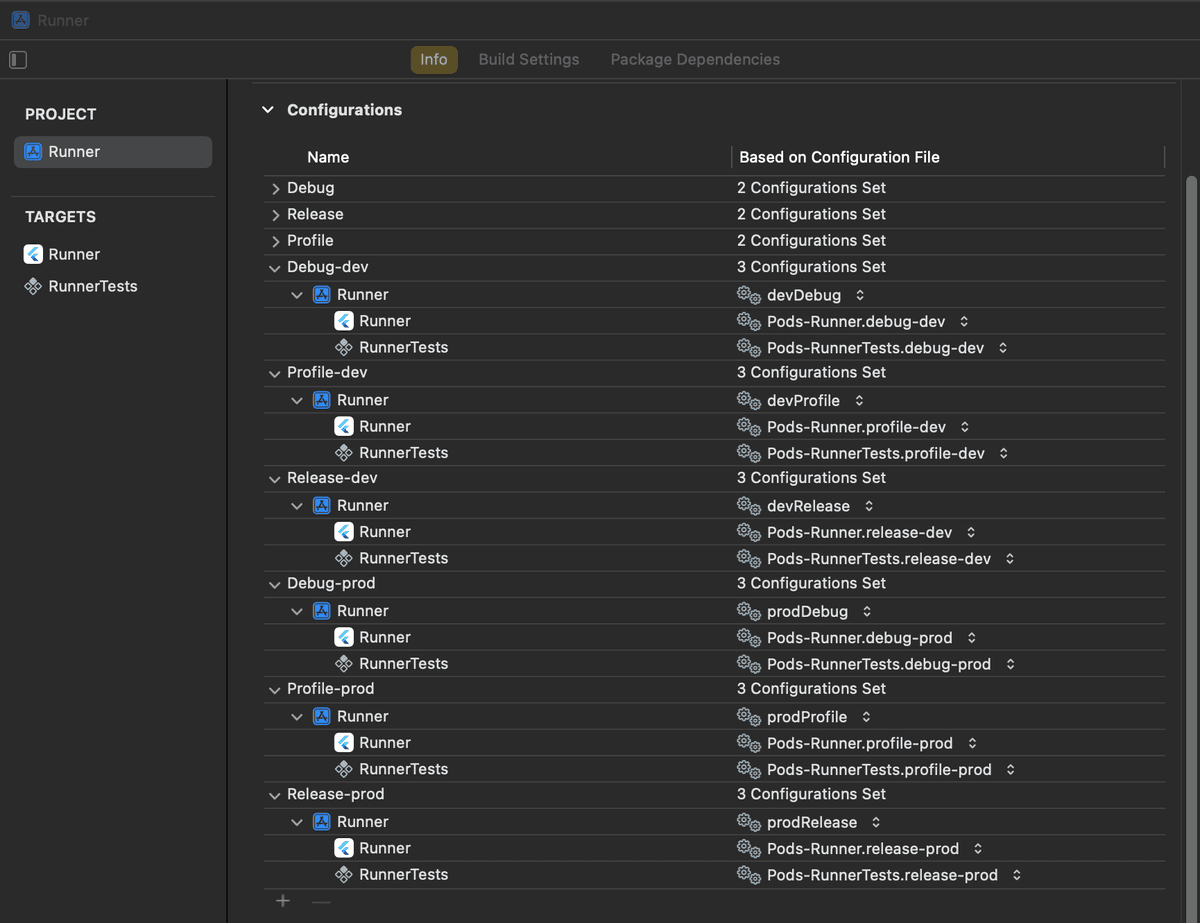 Runner
Info Build Settings Package Dependencies
PROJECT
Runner
TARGETS
Runner
RunnerTests
Configurations
Name Based on Configuration File
Debug 2 Configurations Set
Release 2 Configurations Set
Profile 2 Configurations Set
Debug-dev 3 Configurations Set
Runner devDebug
Runner Pods-Runner.debug-dev
RunnerTests Pods-RunnerTests.debug-dev
Profile-dev 3 Configurations Set
Runner devProfile
Runner Pods-Runner.profile-dev
RunnerTests Pods-RunnerTests.profile-dev
Release-dev 3 Configurations Set
Runner devRelease
Runner Pods-Runner.release-dev
RunnerTests Pods-RunnerTests.release-dev
Debug-prod 3 Configurations Set
Runner prodDebug
Runner Pods-Runner.debug-prod
RunnerTests Pods-RunnerTests.debug-prod
Profile-prod 3 Configurations Set
Runner prodProfile
Runner Pods-Runner.profile-prod
RunnerTests Pods-RunnerTests.profile-prod
Release-prod 3 Configurations Set
Runner prodRelease
Runner Pods-Runner.release-prod
RunnerTests Pods-RunnerTests.release-prod